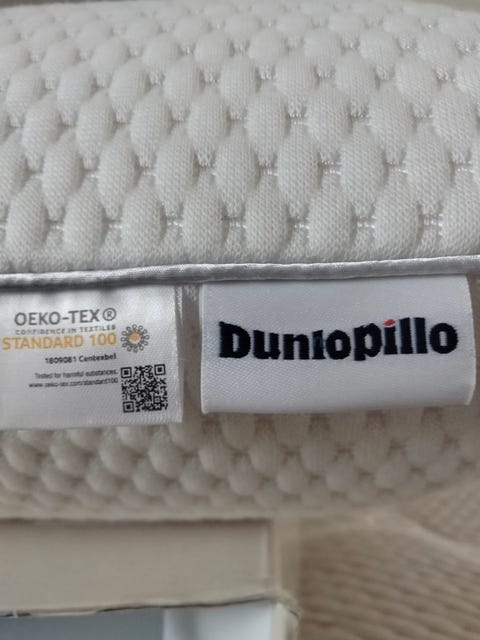 OEKO-TEX®
CONFIDENCE IN TEXTILES
STANDARD 100
1809081 Centexbel
Tested for harmful substances.
www.oeko-tex.com/standard100
Dunlopillo